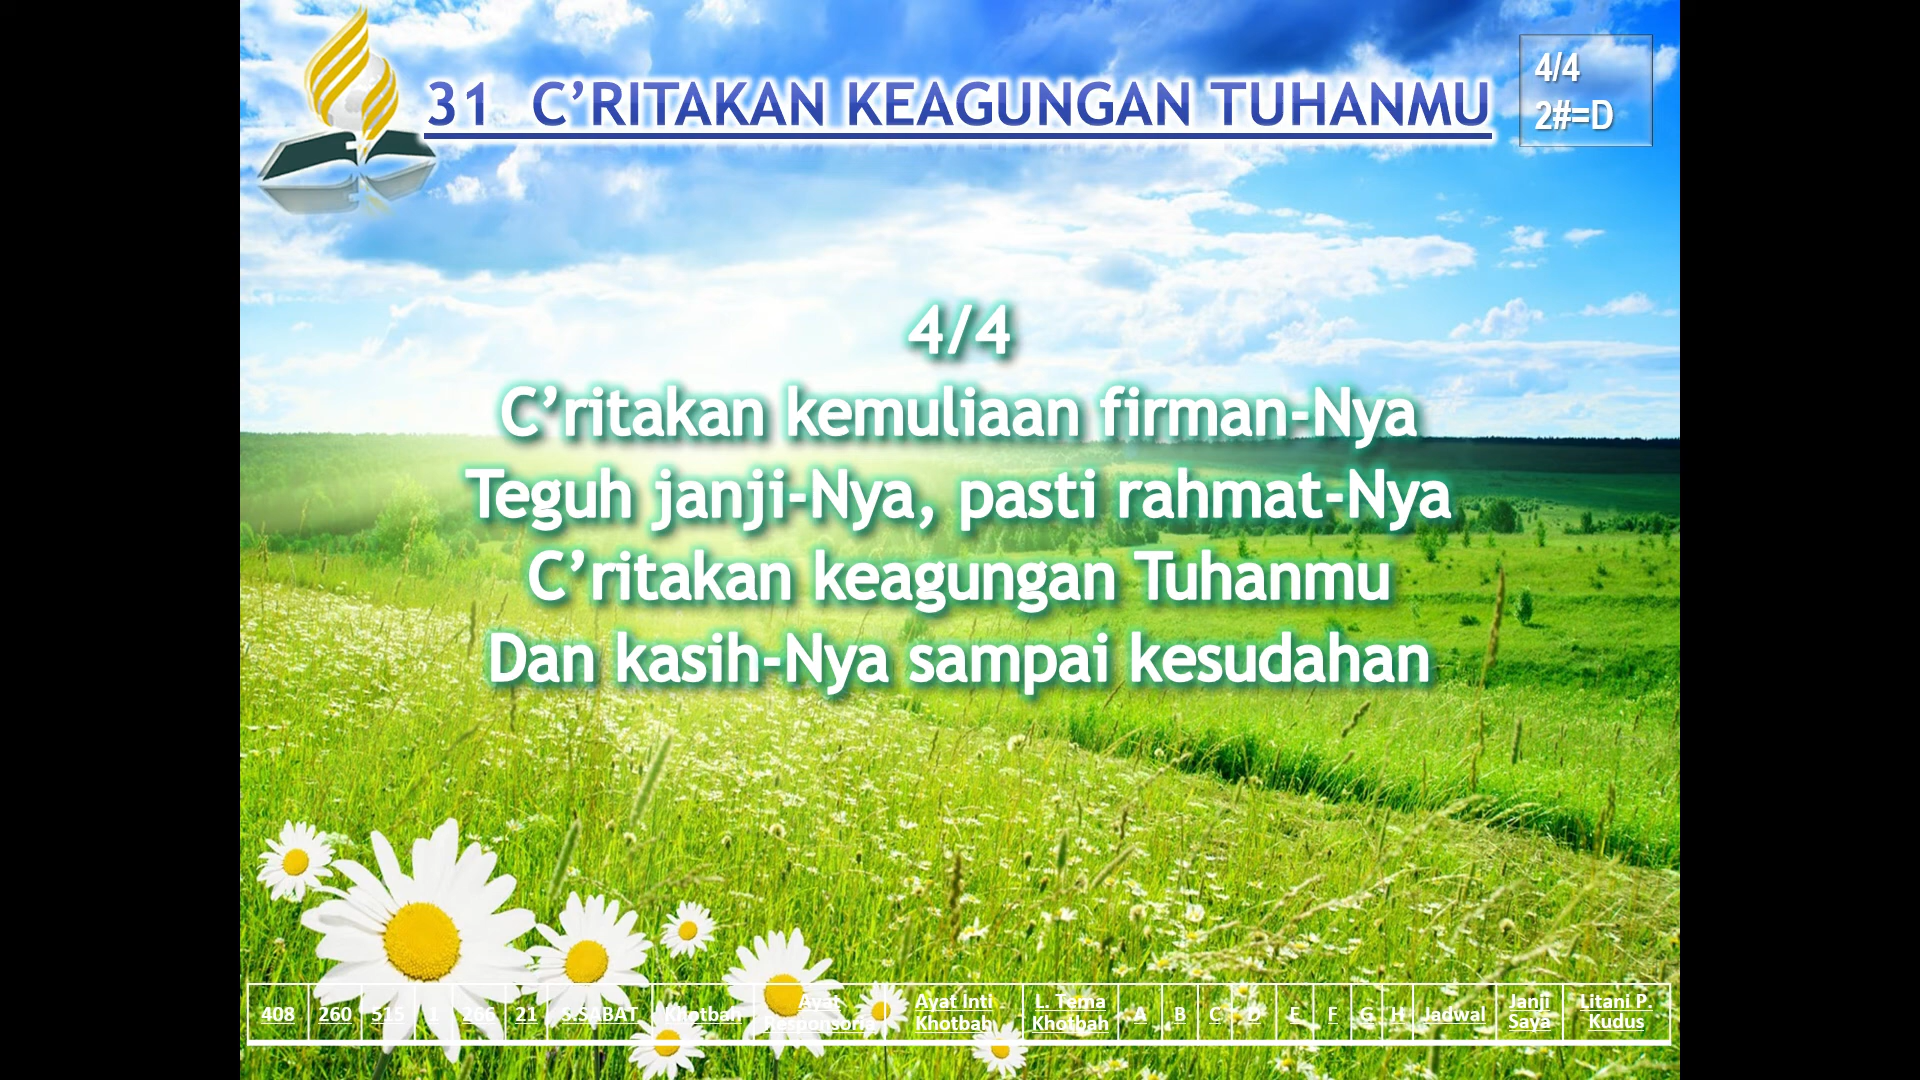 31 C’RITAKAN KEAGUNGAN TUHANMU
4/4
2#=D
4/4
C’ritakan kemuliaan firman-Nya
Teguh janji-Nya, pasti rahmat-Nya
C’ritakan keagungan Tuhanmu
Dan kasih-Nya sampai kesudahan
408 260 515 1 266 21 S.SABAT Khotbah Ayat Responsoria Ayat Inti Khotbah L. Tema Khotbah A B C D E F G H Jadwal Janji Saya Litani P. Kudus